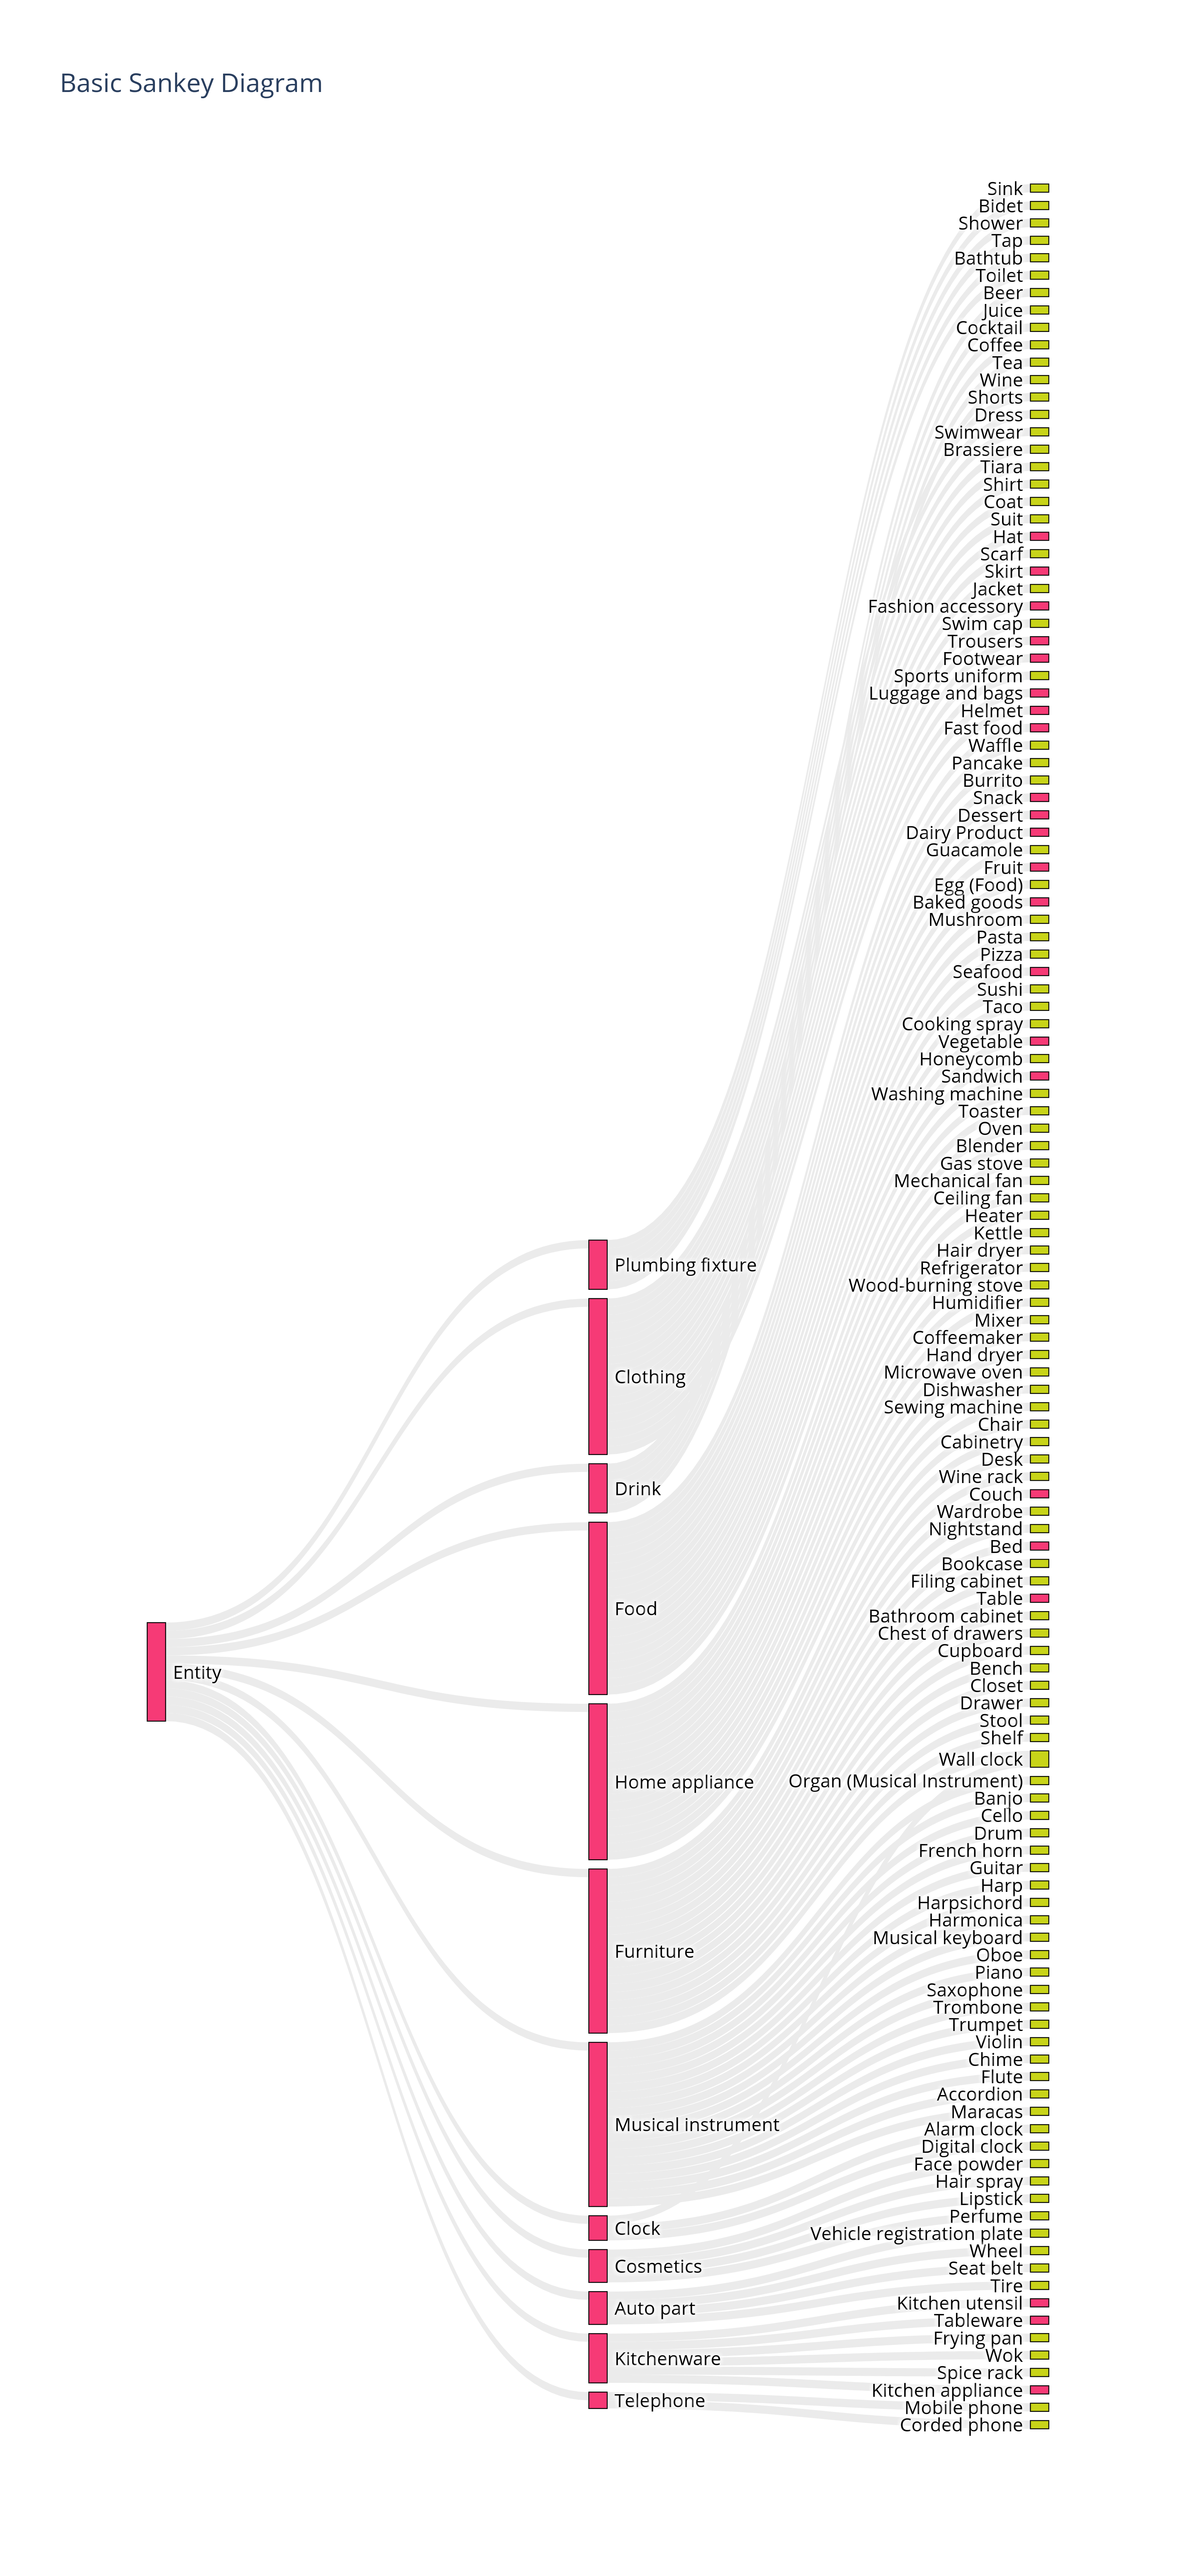 Basic Sankey Diagram
Sink
Bidet
Shower
Tap
Bathtub
Toilet
Beer
Juice
Cocktail
Coffee
Tea
Wine
Shorts
Dress
Swimwear
Brassiere
Tiara
Shirt
Coat
Suit
Hat
Scarf
Skirt
Jacket
Fashion accessory
Swim cap
Trousers
Footwear
Sports uniform
Luggage and bags
Helmet
Fast food
Waffle
Pancake
Burrito
Snack
Dessert
Dairy Product
Guacamole
Fruit
Egg (Food)
Baked goods
Mushroom
Pasta
Pizza
Seafood
Sushi
Taco
Cooking spray
Vegetable
Honeycomb
Sandwich
Washing machine
Toaster
Oven
Blender
Gas stove
Mechanical fan
Ceiling fan
Heater
Kettle
Hair dryer
Refrigerator
Wood-burning stove
Humidifier
Mixer
Coffeemaker
Hand dryer
Microwave oven
Dishwasher
Sewing machine
Chair
Cabinetry
Desk
Wine rack
Couch
Wardrobe
Nightstand
Bed
Bookcase
Filing cabinet
Table
Bathroom cabinet
Chest of drawers
Cupboard
Bench
Closet
Drawer
Stool
Shelf
Wall clock
Organ (Musical Instrument)
Banjo
Cello
Drum
French horn
Guitar
Harp
Harpsichord
Harmonica
Musical keyboard
Oboe
Piano
Saxophone
Trombone
Trumpet
Violin
Chime
Flute
Accordion
Maracas
Alarm clock
Digital clock
Face powder
Hair spray
Lipstick
Perfume
Vehicle registration plate
Wheel
Seat belt
Tire
Kitchen utensil
Tableware
Frying pan
Wok
Spice rack
Kitchen appliance
Mobile phone
Corded phone
Plumbing fixture
Clothing
Drink
Food
Home appliance
Furniture
Musical instrument
Clock
Cosmetics
Auto part
Kitchenware
Telephone
Entity